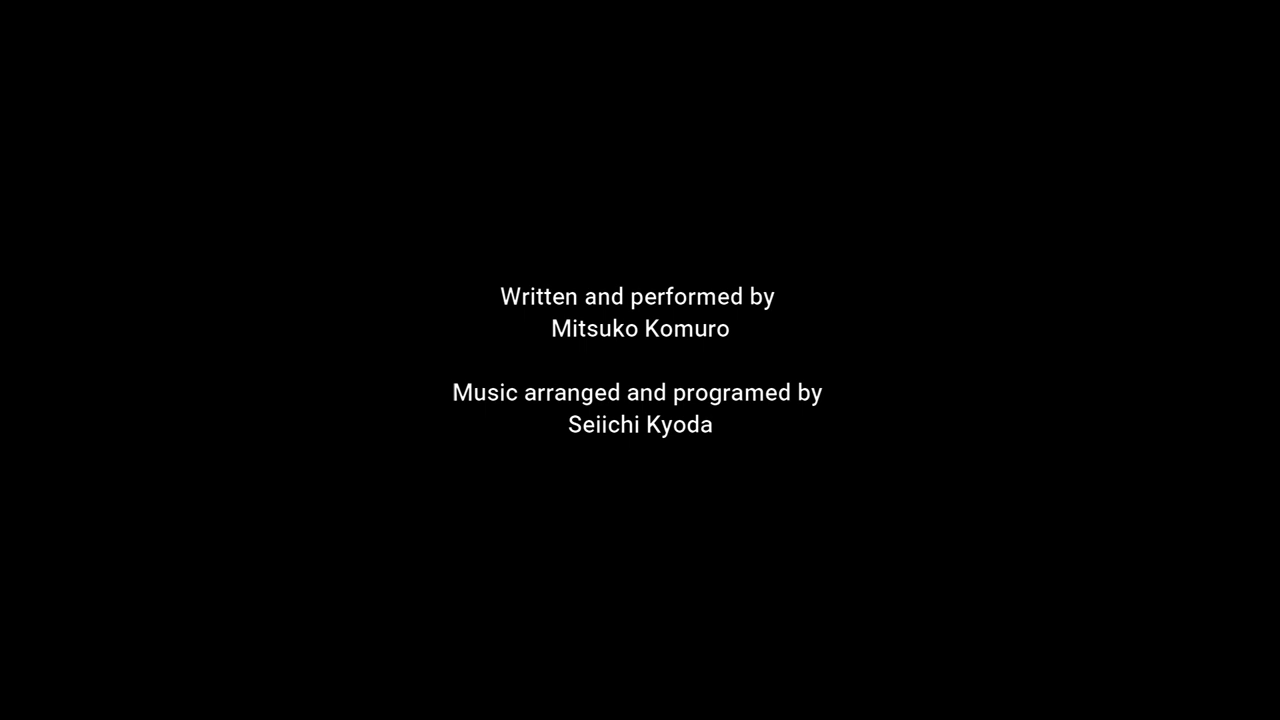 Written and performed by
Mitsuko Komuro
Music arranged and programed by
Seiichi Kyoda